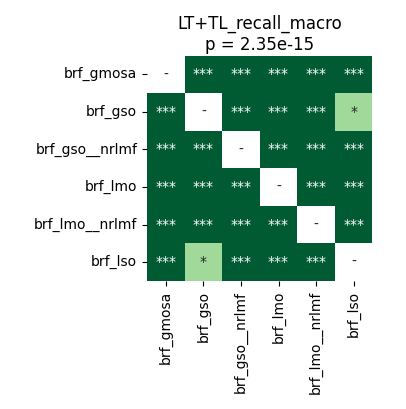 LT+TL_recall_macro
p = 2.35e-15
brf_gmosa - *** *** *** *** ***
brf_gso *** - *** *** *** *
brf_gso__nrlmf *** *** - *** *** ***
brf_lmo *** *** *** - *** ***
brf_lmo__nrlmf *** *** *** *** - ***
brf_lso *** * *** *** *** -
brf_gmosa
brf_gso
brf_gso__nrlmf
brf_lmo
brf_lmo__nrlmf
brf_lso